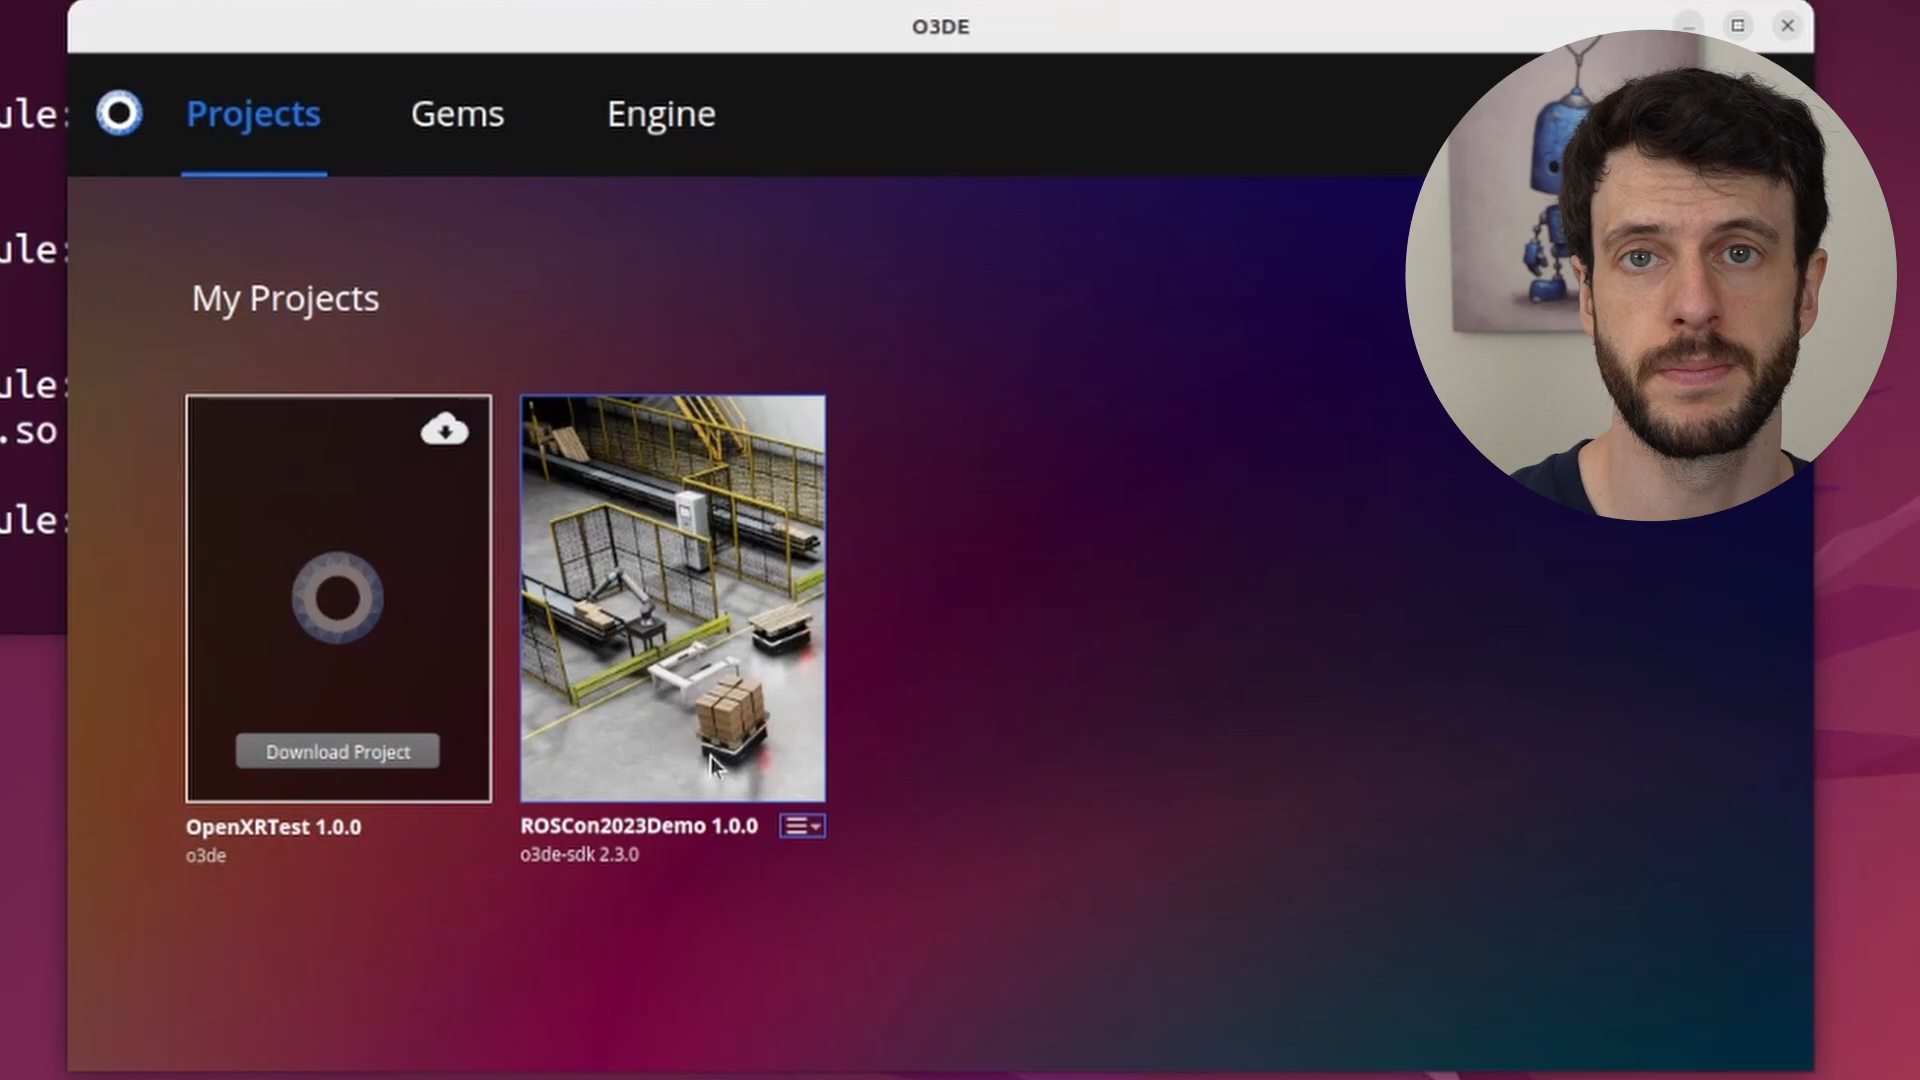 O3DE
Projects
Gems
Engine
ule:
ule:
ule:
.so
ule:
My Projects
Download Project
OpenXRTest 1.0.0
o3de
ROSCon2023Demo 1.0.0
o3de-sdk 2.3.0